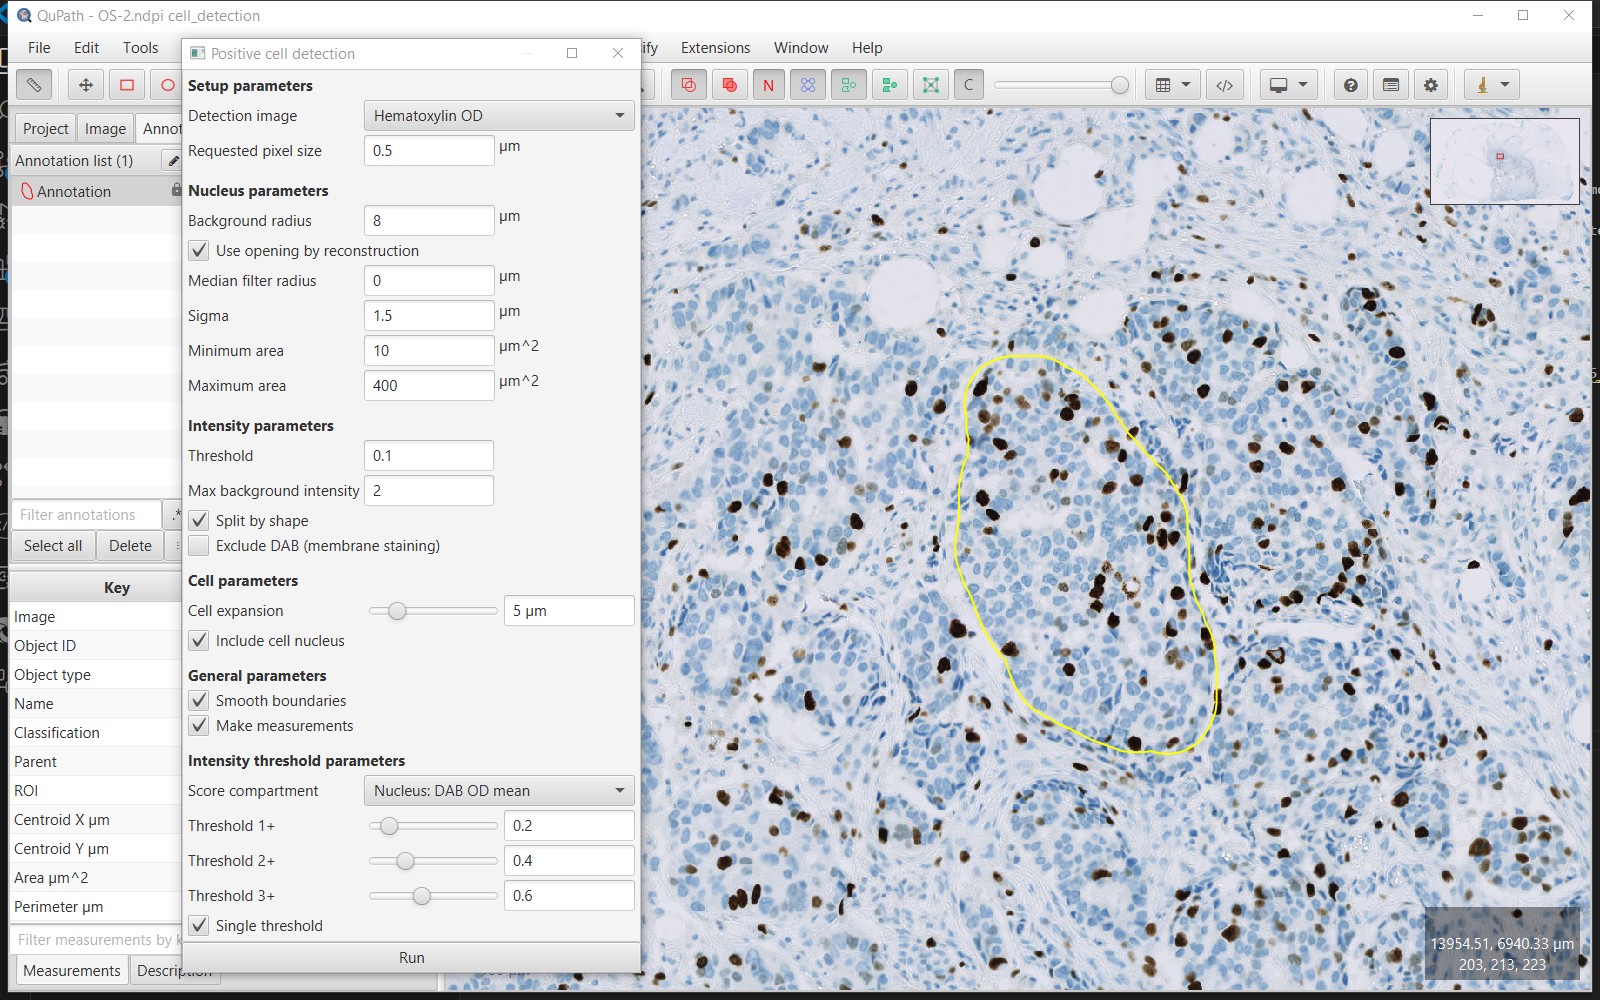 QuPath - OS-2.ndpi cell_detection
File Edit Tools Extensions Window Help
Positive cell detection
N C
Project Image Annot
Annotation list (1)
Annotation
Filter annotations .*
Select all Delete
Key
Image
Object ID
Object type
Name
Classification
Parent
ROI
Centroid X µm
Centroid Y µm
Area µm^2
Perimeter µm
Filter measurements by k
Measurements Description
Setup parameters
Detection image Hematoxylin OD
Requested pixel size 0.5 µm
Nucleus parameters
Background radius 8 µm
Use opening by reconstruction
Median filter radius 0 µm
Sigma 1.5 µm
Minimum area 10 µm^2
Maximum area 400 µm^2
Intensity parameters
Threshold 0.1
Max background intensity 2
Split by shape
Exclude DAB (membrane staining)
Cell parameters
Cell expansion 5 µm
Include cell nucleus
General parameters
Smooth boundaries
Make measurements
Intensity threshold parameters
Score compartment Nucleus: DAB OD mean
Threshold 1+ 0.2
Threshold 2+ 0.4
Threshold 3+ 0.6
Single threshold
Run
13954.51, 6940.33 µm
203, 213, 223